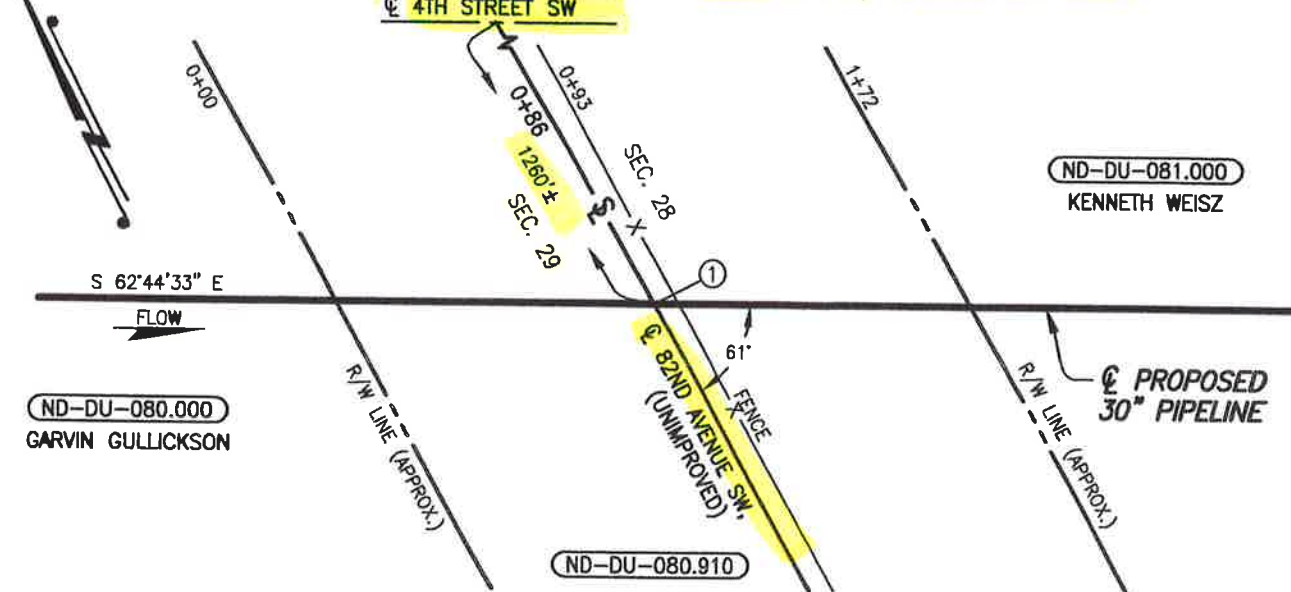 ℄ 4TH STREET SW
0+00
0+86
0+93
1+72
1260'±
SEC. 29
SEC. 28
ND-DU-081.000
KENNETH WEISZ
S 62°44'33" E
FLOW
1
61°
℄ 82ND AVENUE SW,
(UNIMPROVED)
FENCE
R/W LINE (APPROX.)
R/W LINE (APPROX.)
℄ PROPOSED
30" PIPELINE
ND-DU-080.000
GARVIN GULLICKSON
ND-DU-080.910